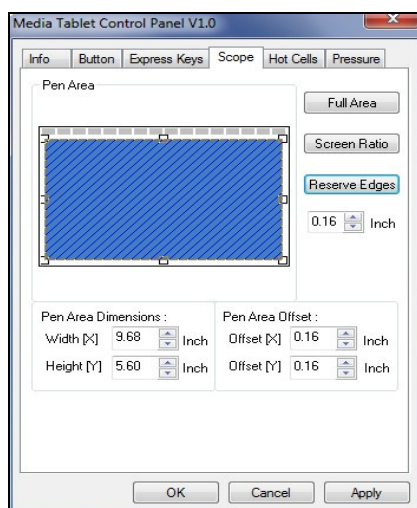 Media Tablet Control Panel V1.0
Info Button Express Keys Scope Hot Cells Pressure
Pen Area
Full Area
Screen Ratio
Reserve Edges
0.16 Inch
Pen Area Dimensions :
Width [X] 9.68 Inch
Height [Y] 5.60 Inch
Pen Area Offset :
Offset [X] 0.16 Inch
Offset [Y] 0.16 Inch
OK Cancel Apply